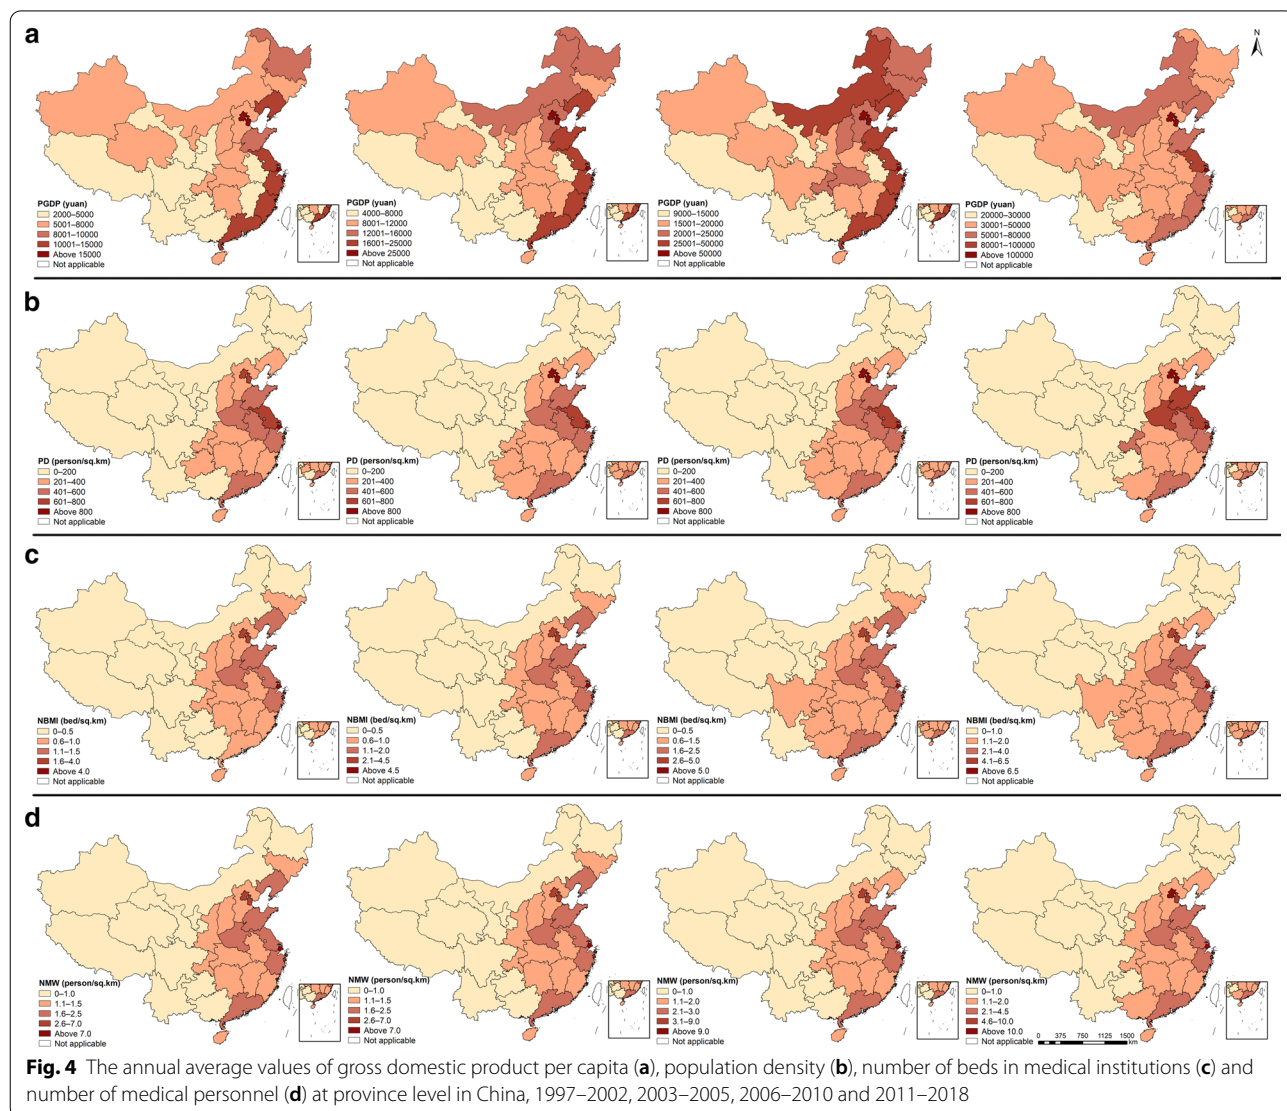 a
N
PGDP (yuan)
2000–5000
5001–8000
8001–10000
10001–15000
Above 15000
Not applicable
PGDP (yuan)
4000–8000
8001–12000
12001–16000
16001–25000
Above 25000
Not applicable
PGDP (yuan)
9000–15000
15001–20000
20001–25000
25001–50000
Above 50000
Not applicable
PGDP (yuan)
20000–30000
30001–50000
50001–80000
80001–100000
Above 100000
Not applicable
b
PD (person/sq.km)
0–200
201–400
401–600
601–800
Above 800
Not applicable
PD (person/sq.km)
0–200
201–400
401–600
601–800
Above 800
Not applicable
PD (person/sq.km)
0–200
201–400
401–600
601–800
Above 800
Not applicable
PD (person/sq.km)
0–200
201–400
401–600
601–800
Above 800
Not applicable
c
NBMI (bed/sq.km)
0–0.5
0.6–1.0
1.1–1.5
1.6–4.0
Above 4.0
Not applicable
NBMI (bed/sq.km)
0–0.5
0.6–1.0
1.1–2.0
2.1–4.5
Above 4.5
Not applicable
NBMI (bed/sq.km)
0–0.5
0.6–1.5
1.6–2.5
2.6–5.0
Above 5.0
Not applicable
NBMI (bed/sq.km)
0–1.0
1.1–2.0
2.1–4.0
4.1–6.5
Above 6.5
Not applicable
d
NMW (person/sq.km)
0–1.0
1.1–1.5
1.6–2.5
2.6–7.0
Above 7.0
Not applicable
NMW (person/sq.km)
0–1.0
1.1–1.5
1.6–2.5
2.6–7.0
Above 7.0
Not applicable
NMW (person/sq.km)
0–1.0
1.1–2.0
2.1–3.0
3.1–9.0
Above 9.0
Not applicable
NMW (person/sq.km)
0–1.0
1.1–2.0
2.1–4.5
4.6–10.0
Above 10.0
Not applicable
0 375 750 1125 1500
km
Fig. 4 The annual average values of gross domestic product per capita (a), population density (b), number of beds in medical institutions (c) and
number of medical personnel (d) at province level in China, 1997–2002, 2003–2005, 2006–2010 and 2011–2018